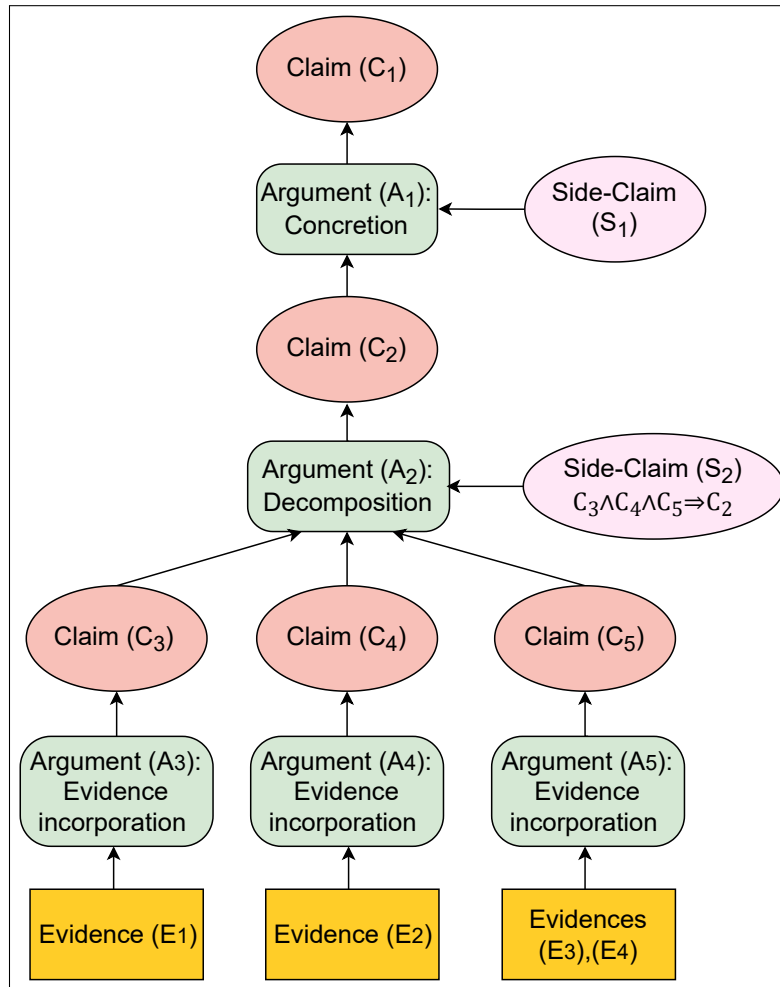 Claim (C₁)
Argument (A₁):
Concretion
Side-Claim
(S₁)
Claim (C₂)
Argument (A₂):
Decomposition
Side-Claim (S₂)
C₃∧C₄∧C₅⇒C₂
Claim (C₃)
Claim (C₄)
Claim (C₅)
Argument (A3):
Evidence
incorporation
Argument (A4):
Evidence
incorporation
Argument (A5):
Evidence
incorporation
Evidence (E1)
Evidence (E2)
Evidences
(E3),(E4)